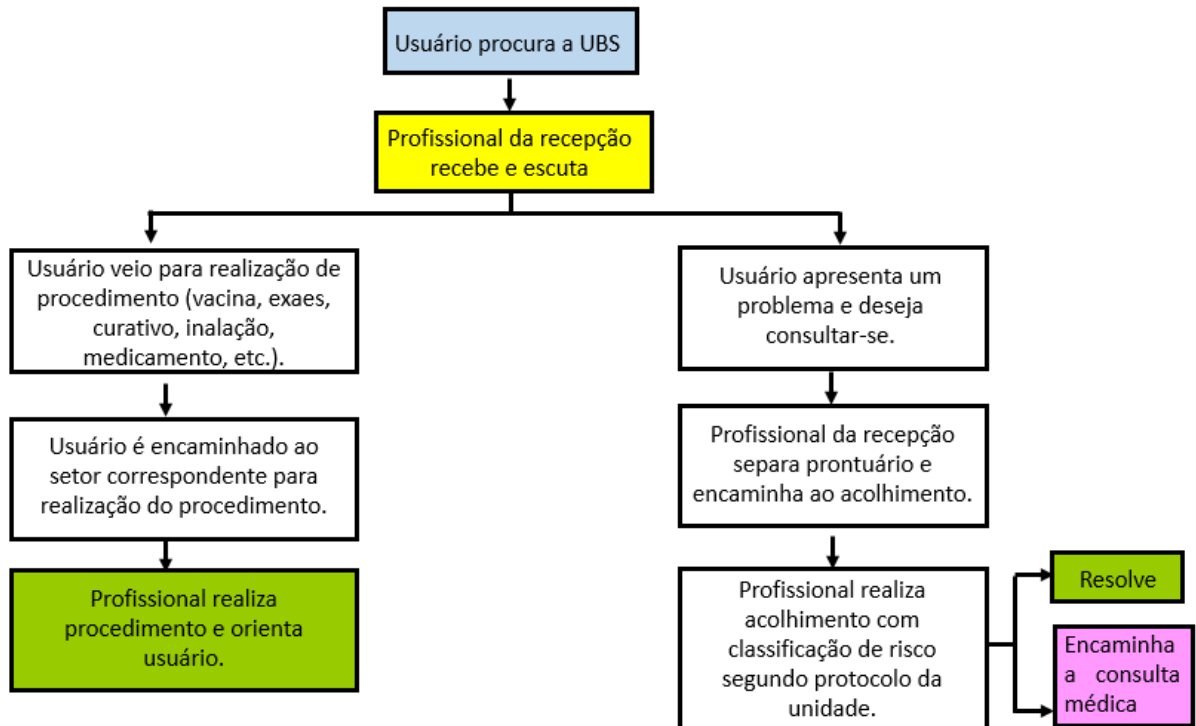 Usuário procura a UBS
Profissional da recepção
recebe e escuta
Usuário veio para realização de
procedimento (vacina, exaes,
curativo, inalação,
medicamento, etc.).
Usuário apresenta um
problema e deseja
consultar-se.
Usuário é encaminhado ao
setor correspondente para
realização do procedimento.
Profissional da recepção
separa prontuário e
encaminha ao acolhimento.
Profissional realiza
procedimento e orienta
usuário.
Profissional realiza
acolhimento com
classificação de risco
segundo protocolo da
unidade.
Resolve
Encaminha
a consulta
médica